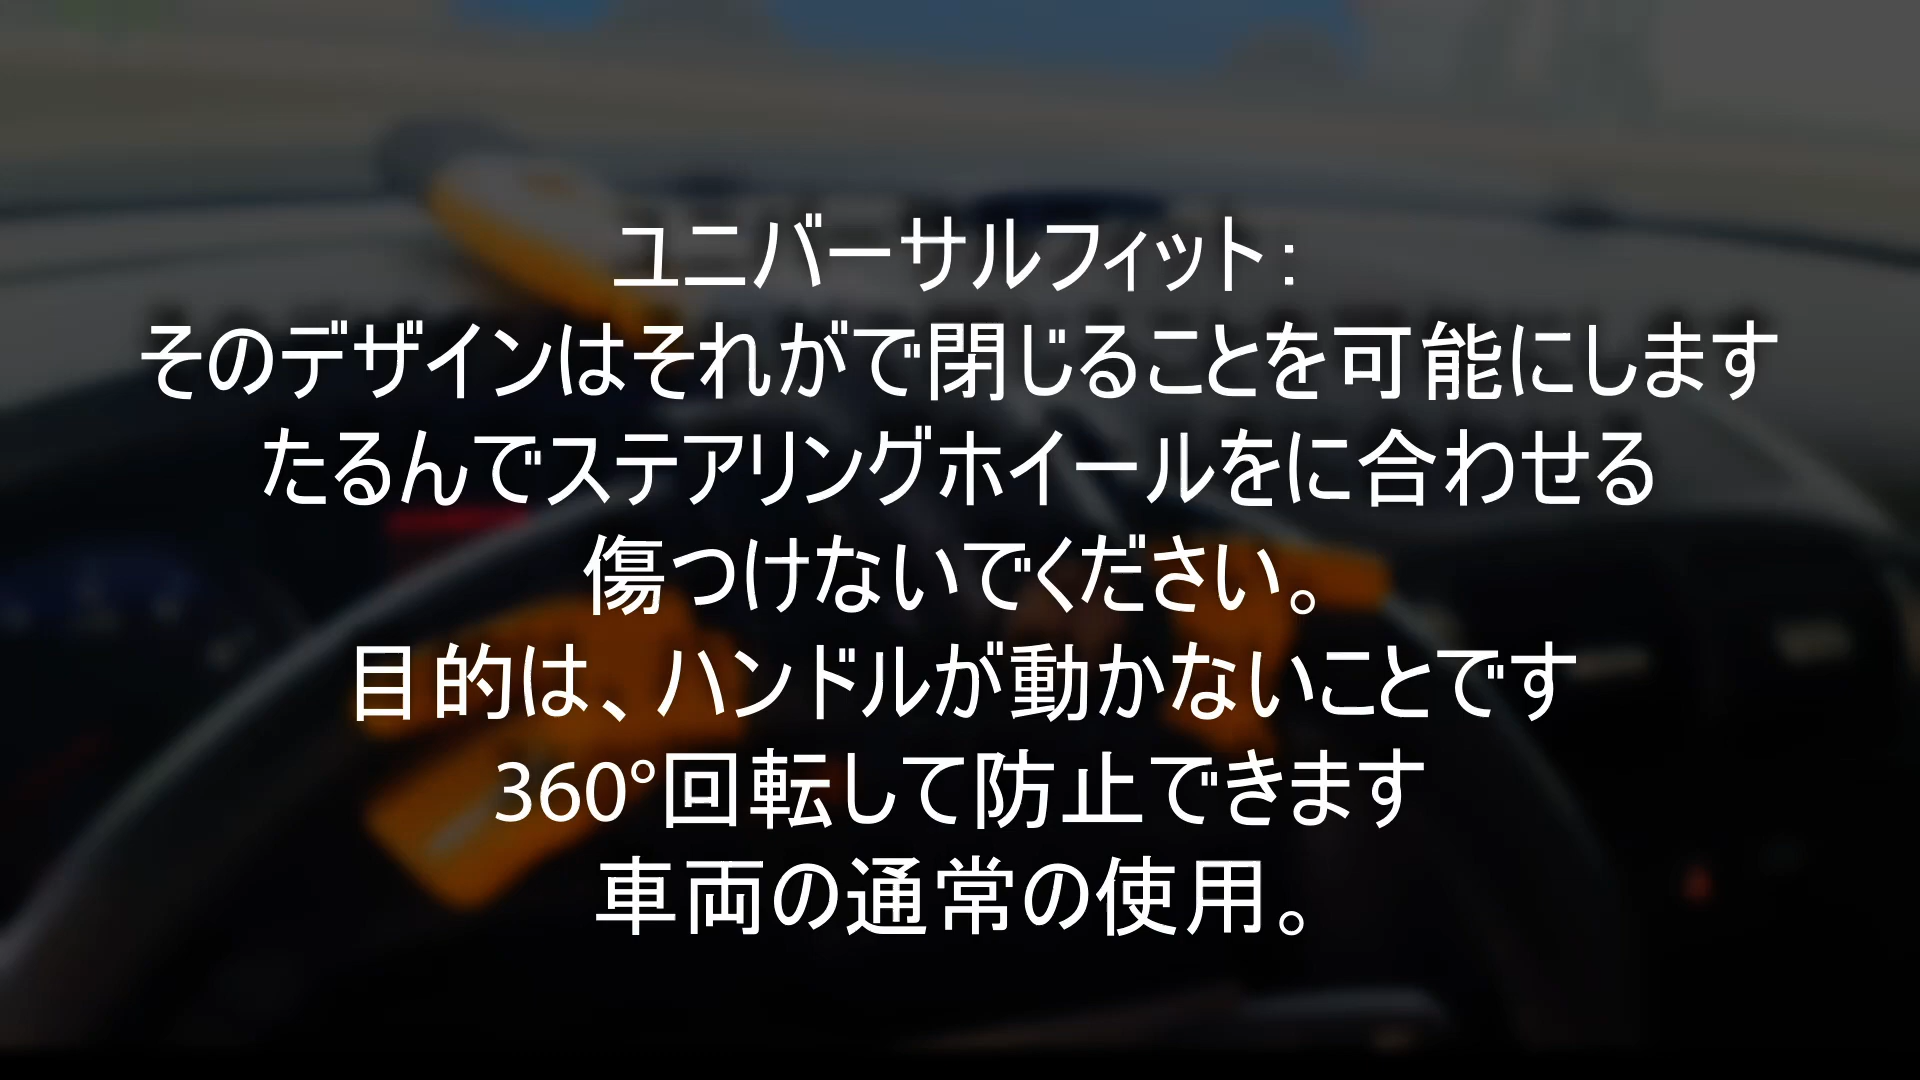 ユニバーサルフィット:
そのデザインはそれがで閉じることを可能にします
たるんでステアリングホイールをに合わせる
傷つけないでください。
目的は、ハンドルが動かないことです
360°回転して防止できます
車両の通常の使用。